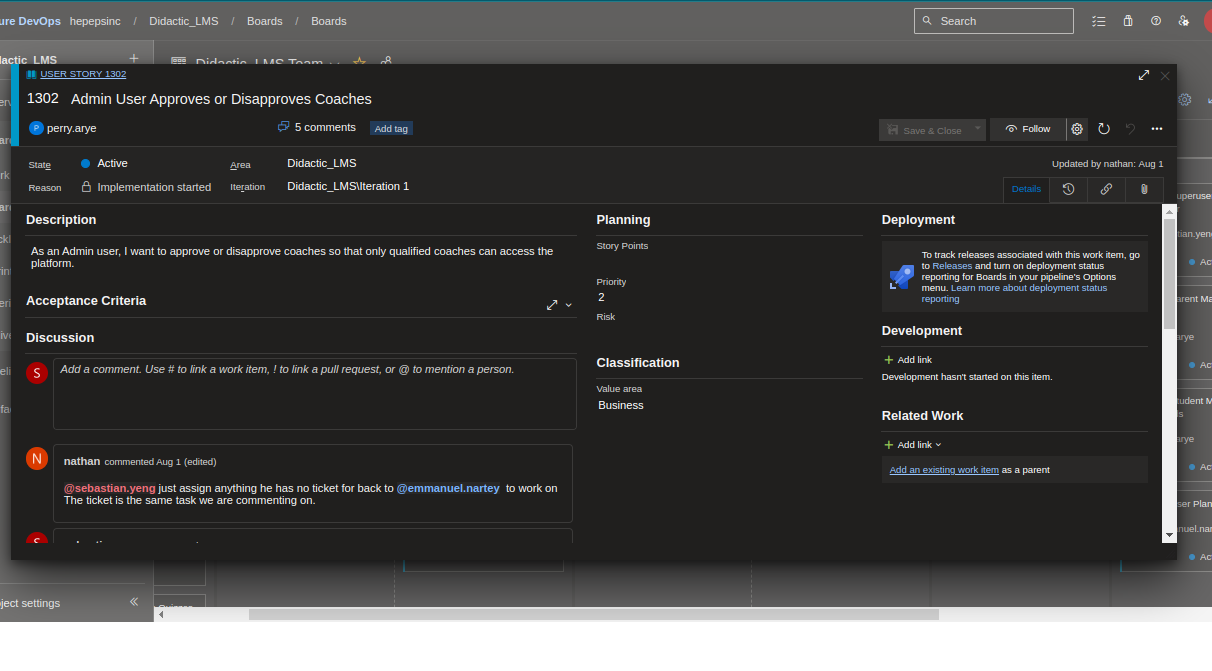 ure DevOps hepepsinc / Didactic_LMS / Boards / Boards
Search
dactic_LMS
Didactic_LMS Team
USER STORY 1302
1302 Admin User Approves or Disapproves Coaches
P perry.arye
5 comments
Add tag
Save & Close
Follow
State
Active
Area
Didactic_LMS
Updated by nathan: Aug 1
Reason
Implementation started
Iteration
Didactic_LMS\Iteration 1
Details
Description
As an Admin user, I want to approve or disapprove coaches so that only qualified coaches can access the
platform.
Acceptance Criteria
Discussion
S
Add a comment. Use # to link a work item, ! to link a pull request, or @ to mention a person.
N
nathan commented Aug 1 (edited)
@sebastian.yeng just assign anything he has no ticket for back to @emmanuel.nartey to work on
The ticket is the same task we are commenting on.
Planning
Story Points
Priority
2
Risk
Classification
Value area
Business
Deployment
To track releases associated with this work item, go
to Releases and turn on deployment status
reporting for Boards in your pipeline's Options
menu. Learn more about deployment status
reporting
Development
Add link
Development hasn't started on this item.
Related Work
Add link
Add an existing work item as a parent
uperuse
tian.yen
Ac
arent Ma
arye
Ac
tudent M
ls
arye
Ac
ser Plan
nuel.nar
Ac
ject settings